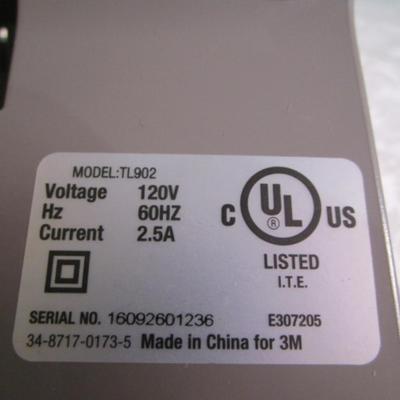 MODEL:TL902
Voltage 120V
Hz 60HZ
Current 2.5A
C UL ® US
LISTED
I.T.E.
SERIAL NO. 16092601236 E307205
34-8717-0173-5 Made in China for 3M